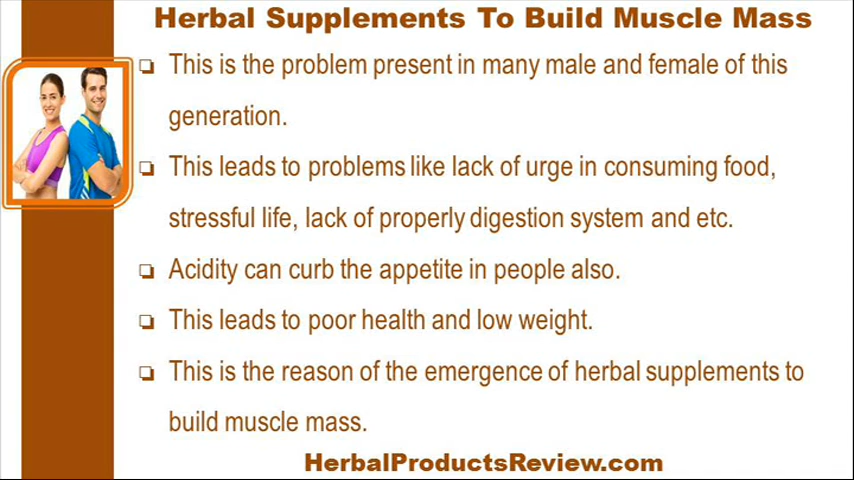 Herbal Supplements To Build Muscle Mass
❑ This is the problem present in many male and female of this
generation.
❑ This leads to problems like lack of urge in consuming food,
stressful life, lack of properly digestion system and etc.
❑ Acidity can curb the appetite in people also.
❑ This leads to poor health and low weight.
❑ This is the reason of the emergence of herbal supplements to
build muscle mass.
HerbalProductsReview.com